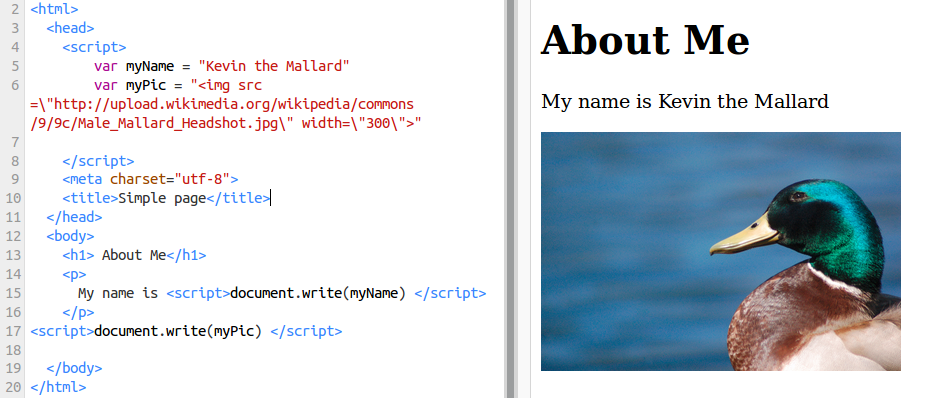 2 <html>
3 <head>
4 <script>
5 var myName = "Kevin the Mallard"
6 var myPic = "<img src
=\"http://upload.wikimedia.org/wikipedia/commons
/9/9c/Male_Mallard_Headshot.jpg\" width=\"300\">"
7
8 </script>
9 <meta charset="utf-8">
10 <title>Simple page</title>
11 </head>
12 <body>
13 <h1> About Me</h1>
14 <p>
15 My name is <script>document.write(myName) </script>
16 </p>
17 <script>document.write(myPic) </script>
18
19 </body>
20 </html>
About Me
My name is Kevin the Mallard